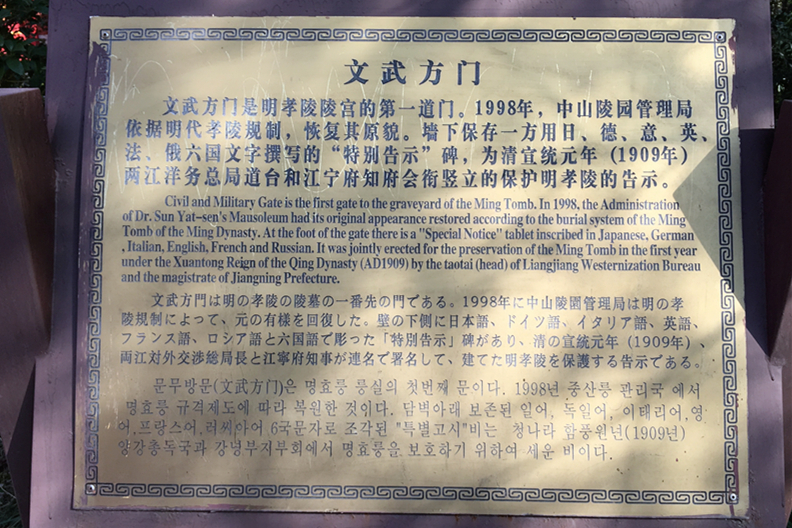 文武方门
文武方门是明孝陵陵宫的第一道门。1998年，中山陵园管理局
依据明代孝陵规制，恢复其原貌。墙下保存一方用日、德、意、英、
法、俄六国文字撰写的“特别告示”碑，为清宣统元年（1909年）
两江洋务总局道台和江宁府知府会衔竖立的保护明孝陵的告示。
Civil and Military Gate is the first gate to the graveyard of the Ming Tomb. In 1998, the Administration
of Dr. Sun Yat-sen's Mausoleum had its original appearance restored according to the burial system of the Ming
Tomb of the Ming Dynasty. At the foot of the gate there is a "Special Notice" tablet inscribed in Japanese, German
, Italian, English, French and Russian. It was jointly erected for the preservation of the Ming Tomb in the first year
under the Xuantong Reign of the Qing Dynasty (AD1909) by the taotai (head) of Liangjiang Westernization Bureau
and the magistrate of Jiangning Prefecture.
文武方門は明の孝陵の陵墓の一番先の門である。1998年に中山陵園管理局は明の孝
陵規制によって、元の有様を回復した。壁の下側に日本語、ドイツ語、イタリア語、英語、
フランス語、ロシア語と六国語で彫った「特別告示」碑があり、清の宣統元年（1909年）、
両江対外交渉総局長と江寧府知事が連名で署名して、建てた明孝陵を保護する告示である。
문무방문(文武方门)은 명효릉 릉실의 첫번째 문이다. 1998년 중산릉 관리국 에서
명효릉 규격제도에 따라 복원한 것이다. 담벽아래 보존된 일어, 독일어, 이태리어,영
어,프랑스어,러씨아어 6국문자로 조각된 "특별고시"비는 청나라 함풍원년(1909년)
양강총독국과 강녕부지부회에서 명효릉을 보호하기 위하여 세운 비이다.